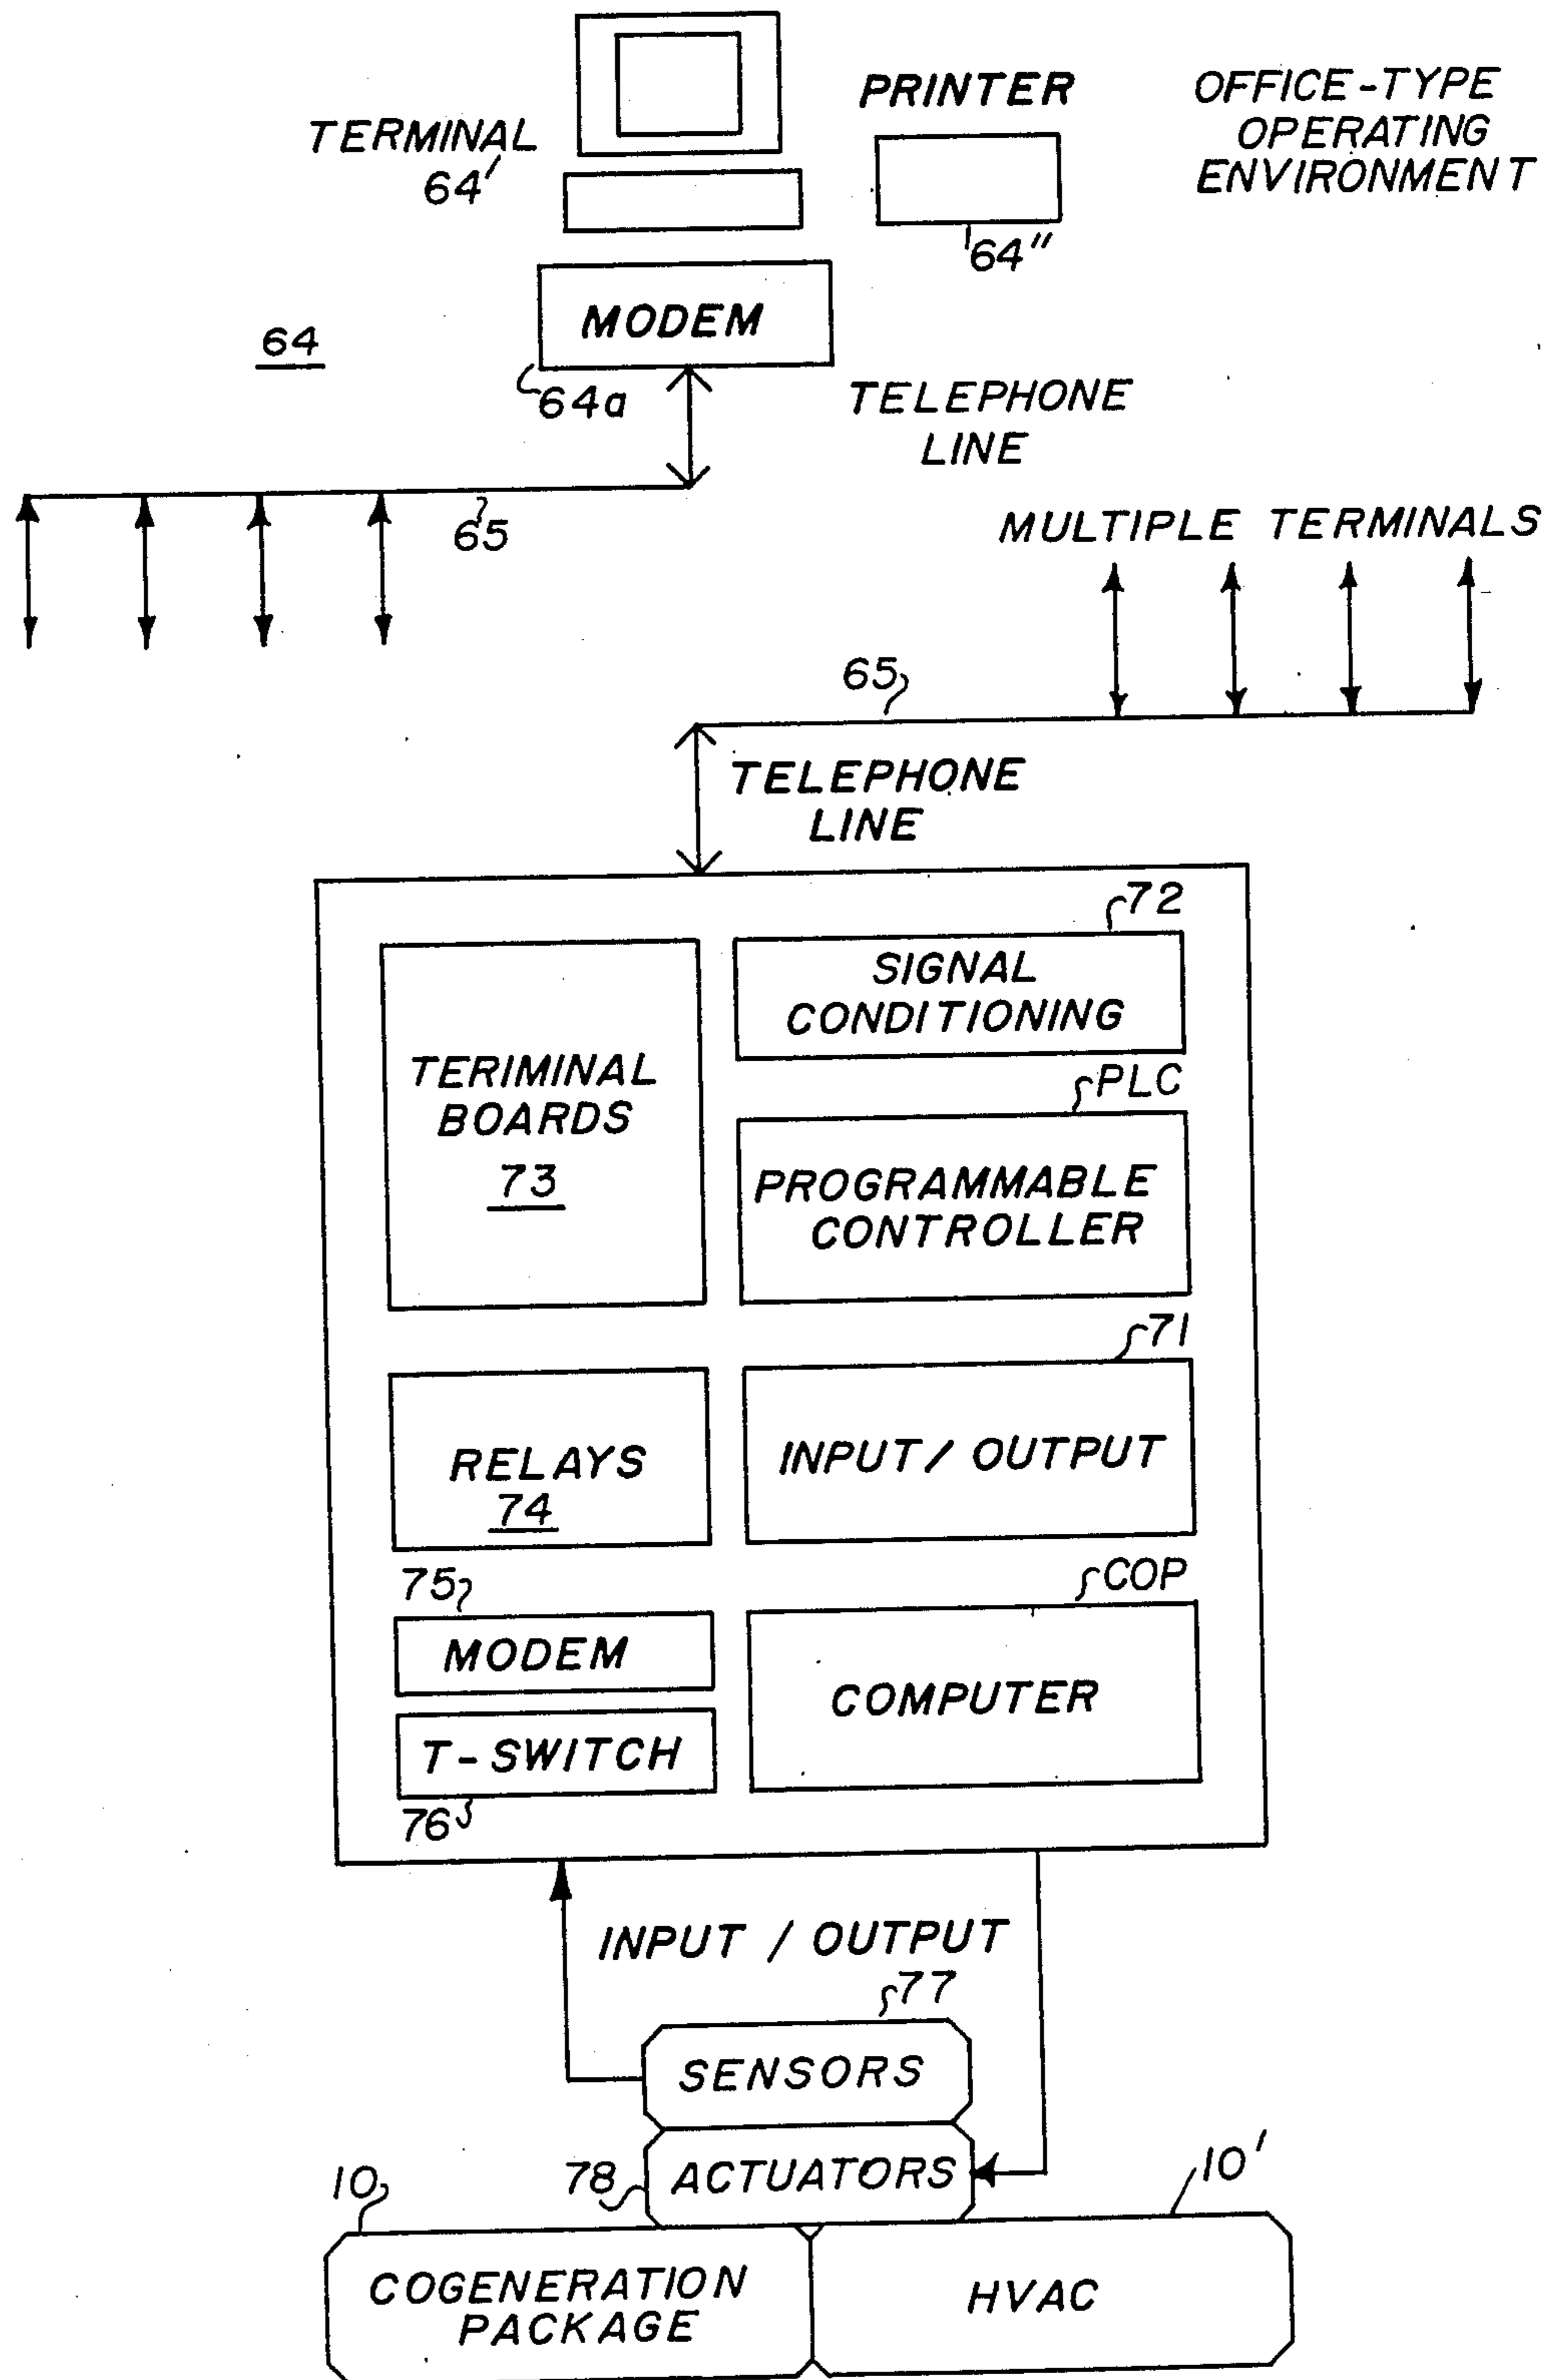 PRINTER
OFFICE-TYPE
OPERATING
ENVIRONMENT
TERMINAL
64'
64"
MODEM
64
64a
TELEPHONE
LINE
65
MULTIPLE TERMINALS
65
TELEPHONE
LINE
72
SIGNAL
CONDITIONING
TERIMINAL
BOARDS
73
PLC
PROGRAMMABLE
CONTROLLER
71
RELAYS
74
INPUT/ OUTPUT
75
COP
MODEM
COMPUTER
T-SWITCH
76
INPUT / OUTPUT
77
SENSORS
78
ACTUATORS
10
10'
COGENERATION
PACKAGE
HVAC